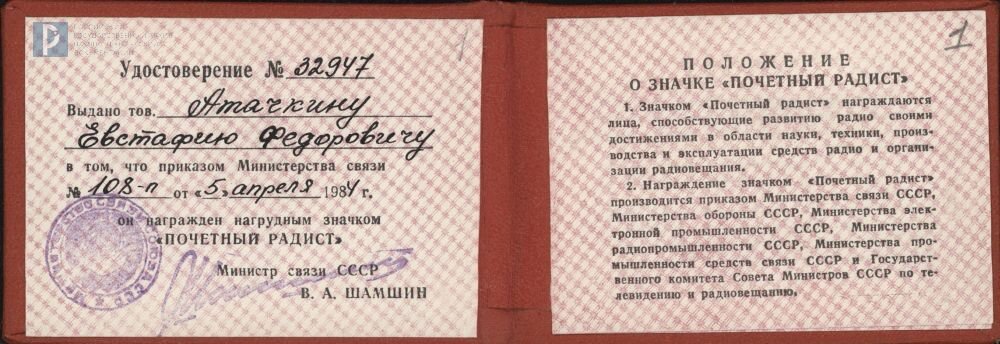 Удостоверение № 32947
Выдано тов. Атачкину
Евстафию Федоровичу
в том, что приказом Министерства связи
№ 108-п от «5» апреля 1984 г.
он награжден нагрудным значком
«ПОЧЕТНЫЙ РАДИСТ»
Министр связи СССР
В. А. ШАМШИН
1
1
ПОЛОЖЕНИЕ
О ЗНАЧКЕ «ПОЧЕТНЫЙ РАДИСТ»
1. Значком «Почетный радист» награждаются
лица, способствующие развитию радио своими
достижениями в области науки, техники, произ-
водства и эксплуатации средств радио и органи-
зации радиовещания.
2. Награждение значком «Почетный радист»
производится приказом Министерства связи СССР,
Министерства обороны СССР, Министерства элек-
тронной промышленности СССР, Министерства
радиопромышленности СССР, Министерства про-
мышленности средств связи СССР и Государст-
венного комитета Совета Министров СССР по те-
левидению и радиовещанию.